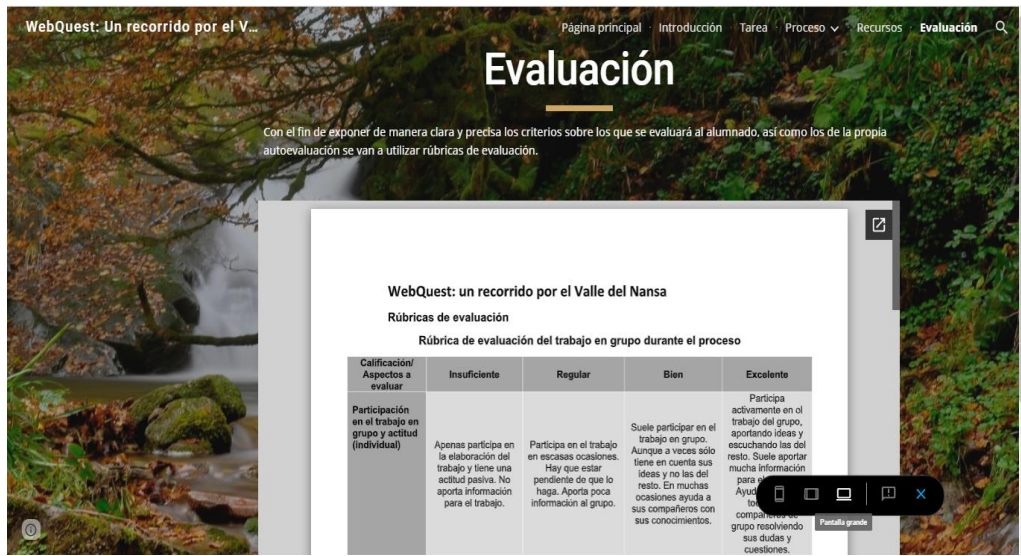 WebQuest: Un recorrido por el V...
Página principal Introducción Tarea Proceso Recursos Evaluación
Evaluación
Con el fin de exponer de manera clara y precisa los criterios sobre los que se evaluará al alumnado, así como los de la propia
autoevaluación se van a utilizar rúbricas de evaluación.
WebQuest: un recorrido por el Valle del Nansa
Rúbricas de evaluación
Rúbrica de evaluación del trabajo en grupo durante el proceso
Calificación/
Aspectos a
evaluar
Insuficiente
Regular
Bien
Excelente
Participación
en el trabajo en
grupo y actitud
(individual)
Apenas participa en
la elaboración del
trabajo y tiene una
actitud pasiva. No
aporta información
para el trabajo.
Participa en el trabajo
en escasas ocasiones.
Hay que estar
pendiente de que lo
haga. Aporta poca
información al grupo.
Suele participar en el
trabajo en grupo.
Aunque a veces sólo
tiene en cuenta sus
ideas y no las del
resto. En muchas
ocasiones ayuda a
sus compañeros con
sus conocimientos.
Participa
activamente en el
trabajo del grupo,
aportando ideas y
escuchando las del
resto. Suele aportar
mucha información
para
compañeros de
grupo resolviendo
sus dudas y
cuestiones.
Pantalla grande